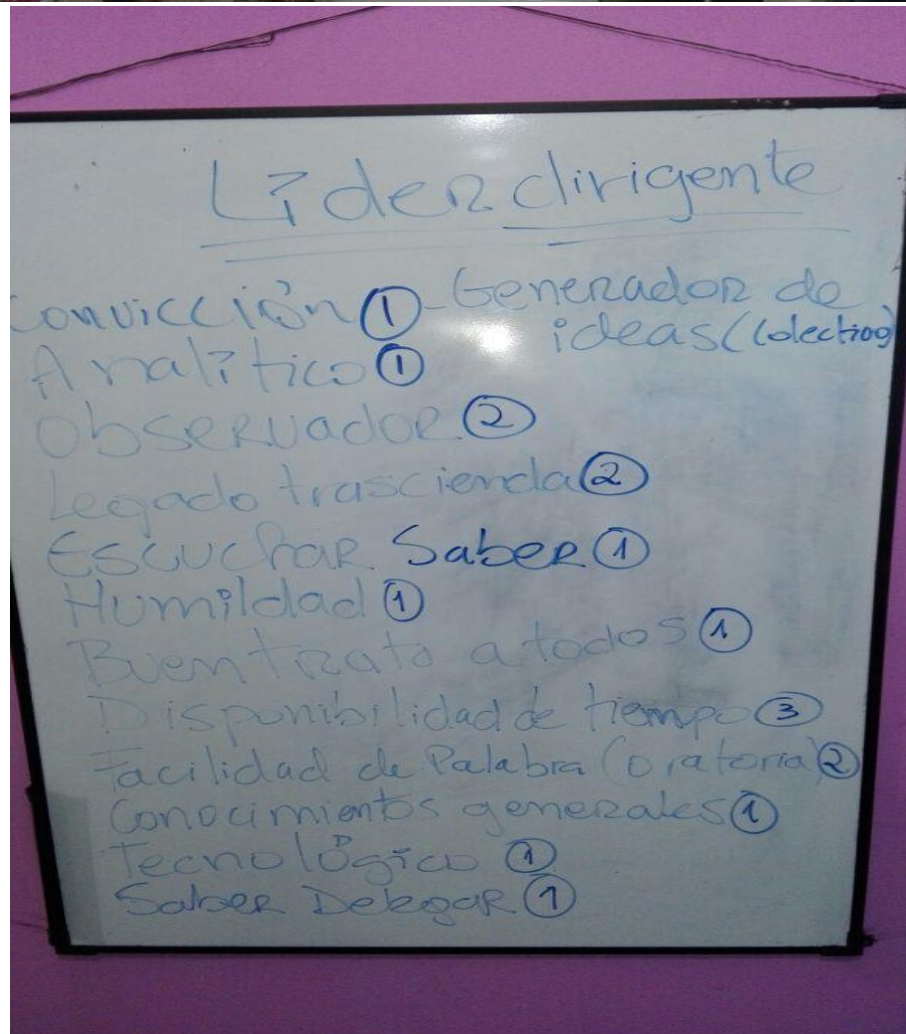 Líder dirigente
Convicción ① - Generador de
ideas (Colectivo)
Analítico ①
Observador ②
Legado trascienda ②
Escuchar Saber ①
Humildad ①
Buen trato a todos ①
Disponibilidad de tiempo ③
Facilidad de Palabra (oratoria) ②
Conocimientos generales ①
Tecnológico ①
Saber Delegar ①